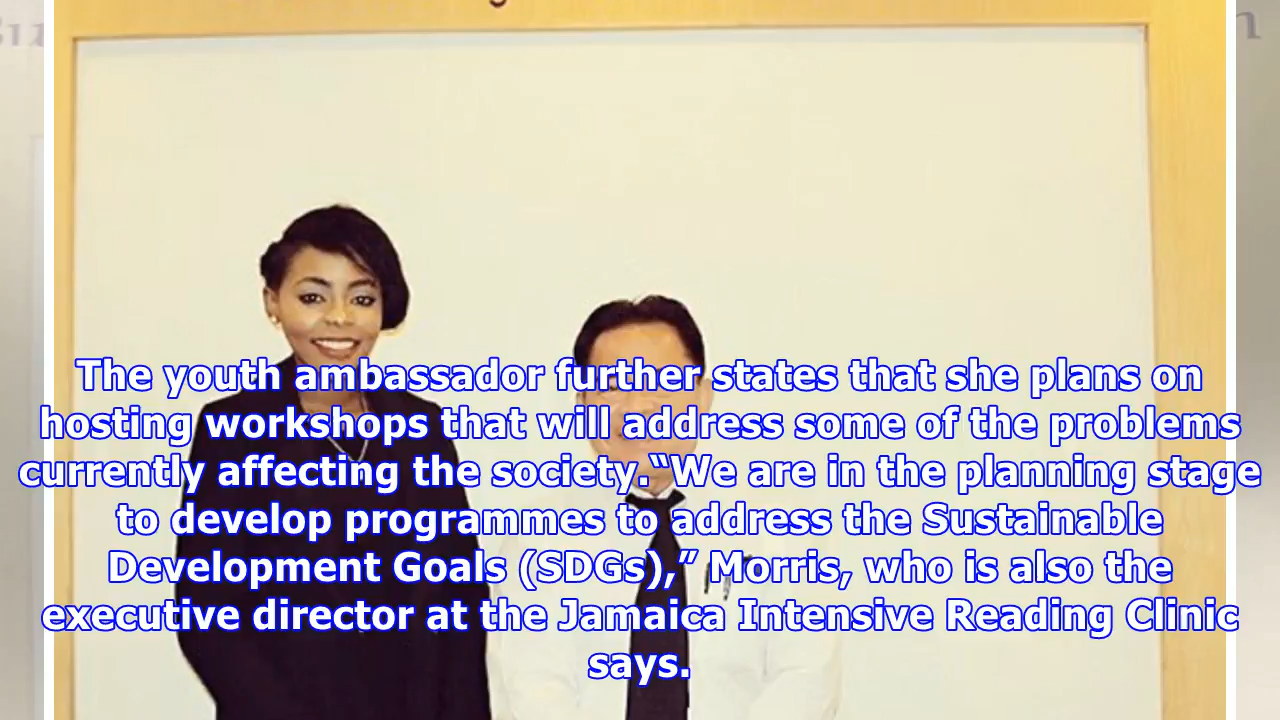 The youth ambassador further states that she plans on
hosting workshops that will address some of the problems
currently affecting the society.“We are in the planning stage
to develop programmes to address the Sustainable
Development Goals (SDGs),” Morris, who is also the
executive director at the Jamaica Intensive Reading Clinic
says.